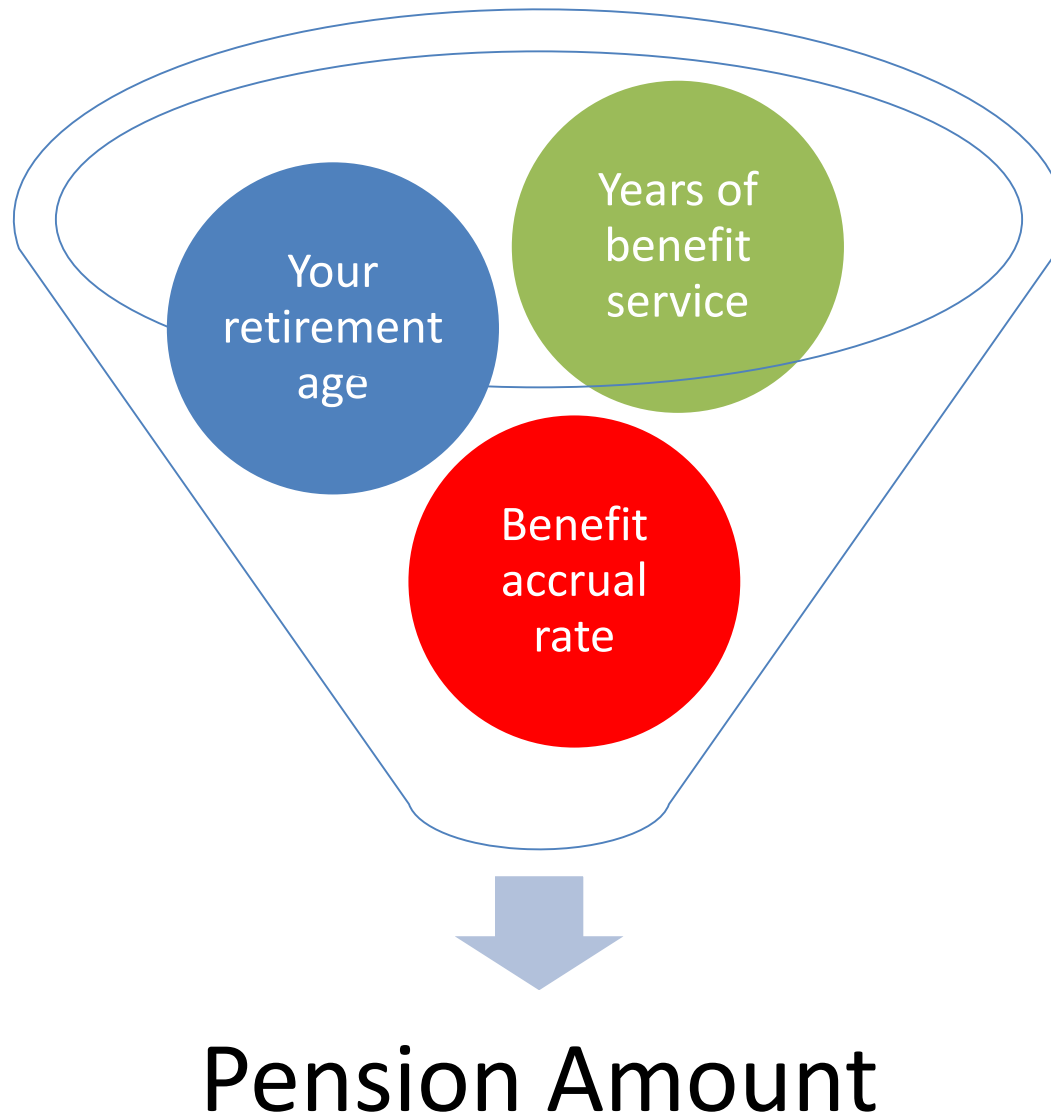 Your
retirement
age
Years of
benefit
service
Benefit
accrual
rate
Pension Amount